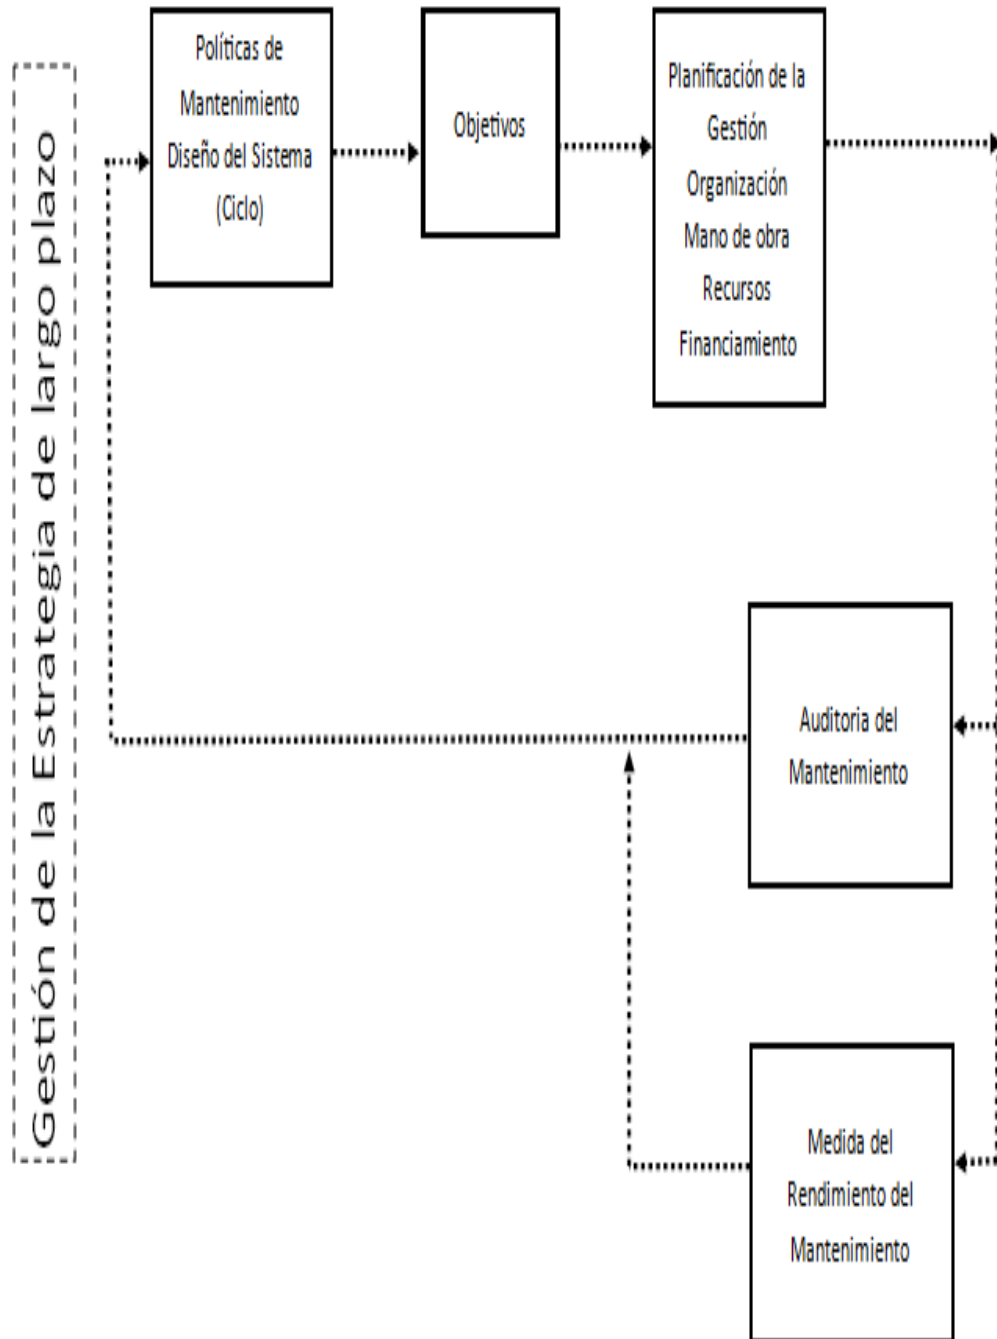 Gestión de la Estrategia de largo plazo
Políticas de
Mantenimiento
Diseño del Sistema
(Ciclo)
Objetivos
Planificación de la
Gestión
Organización
Mano de obra
Recursos
Financiamiento
Auditoria del
Mantenimiento
Medida del
Rendimiento del
Mantenimiento